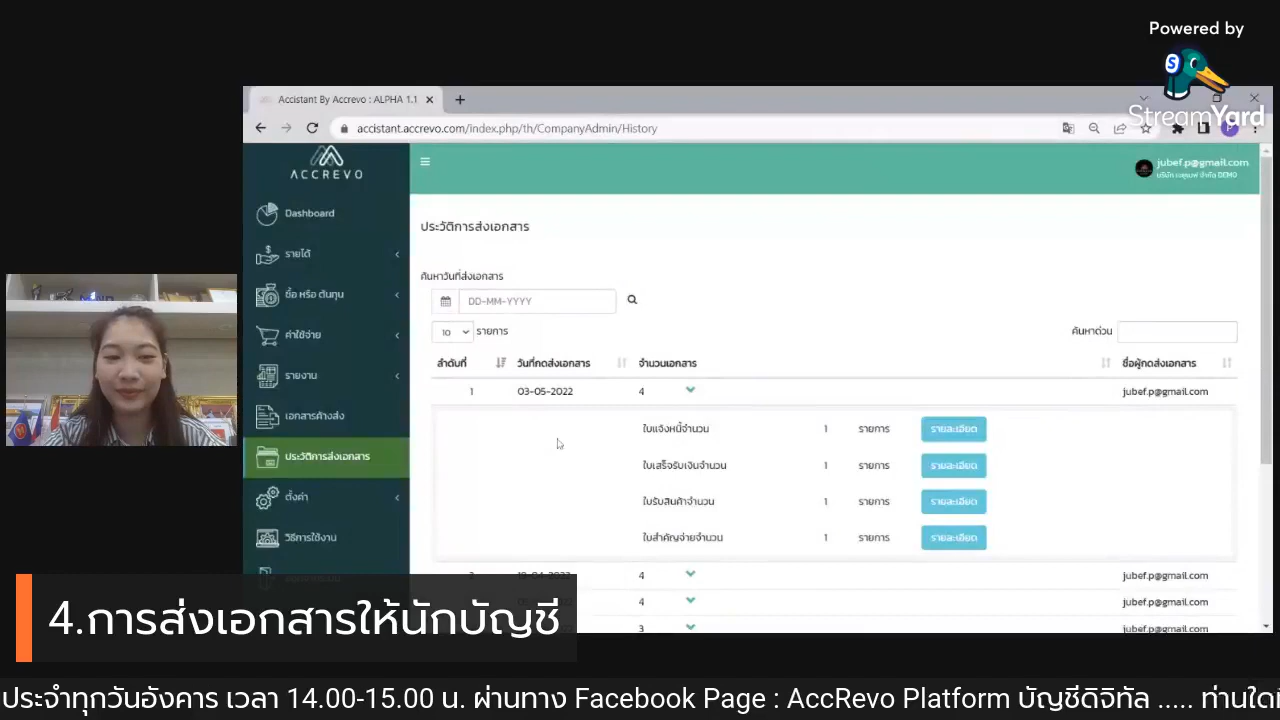 Powered by
StreamYard
Accistant By Accrevo : ALPHA 1.1
accistant.accrevo.com/index.php/th/CompanyAdmin/History
ACCREVO
jubef.p@gmail.com
Dashboard
รายได้
ซื้อ หรือ ต้นทุน
ค่าใช้จ่าย
รายงาน
เอกสารค้างส่ง
ประวัติการส่งเอกสาร
ตั้งค่า
วิธีการใช้งาน
ประวัติการส่งเอกสาร
ค้นหาวันที่ส่งเอกสาร
DD-MM-YYYY
10 รายการ
ค้นหาด่วน
ลำดับที่ วันที่กดส่งเอกสาร จำนวนเอกสาร ชื่อผู้กดส่งเอกสาร
1 03-05-2022 4 jubef.p@gmail.com
ใบแจ้งหนี้จำนวน 1 รายการ รายละเอียด
ใบเสร็จรับเงินจำนวน 1 รายการ รายละเอียด
ใบรับสินค้าจำนวน 1 รายการ รายละเอียด
ใบสำคัญจ่ายจำนวน 1 รายการ รายละเอียด
2 19-04-2022 4 jubef.p@gmail.com
4 jubef.p@gmail.com
3 jubef.p@gmail.com
4.การส่งเอกสารให้นักบัญชี
ประจำทุกวันอังคาร เวลา 14.00-15.00 น. ผ่านทาง Facebook Page : AccRevo Platform บัญชีดิจิทัล ..... ท่านใด